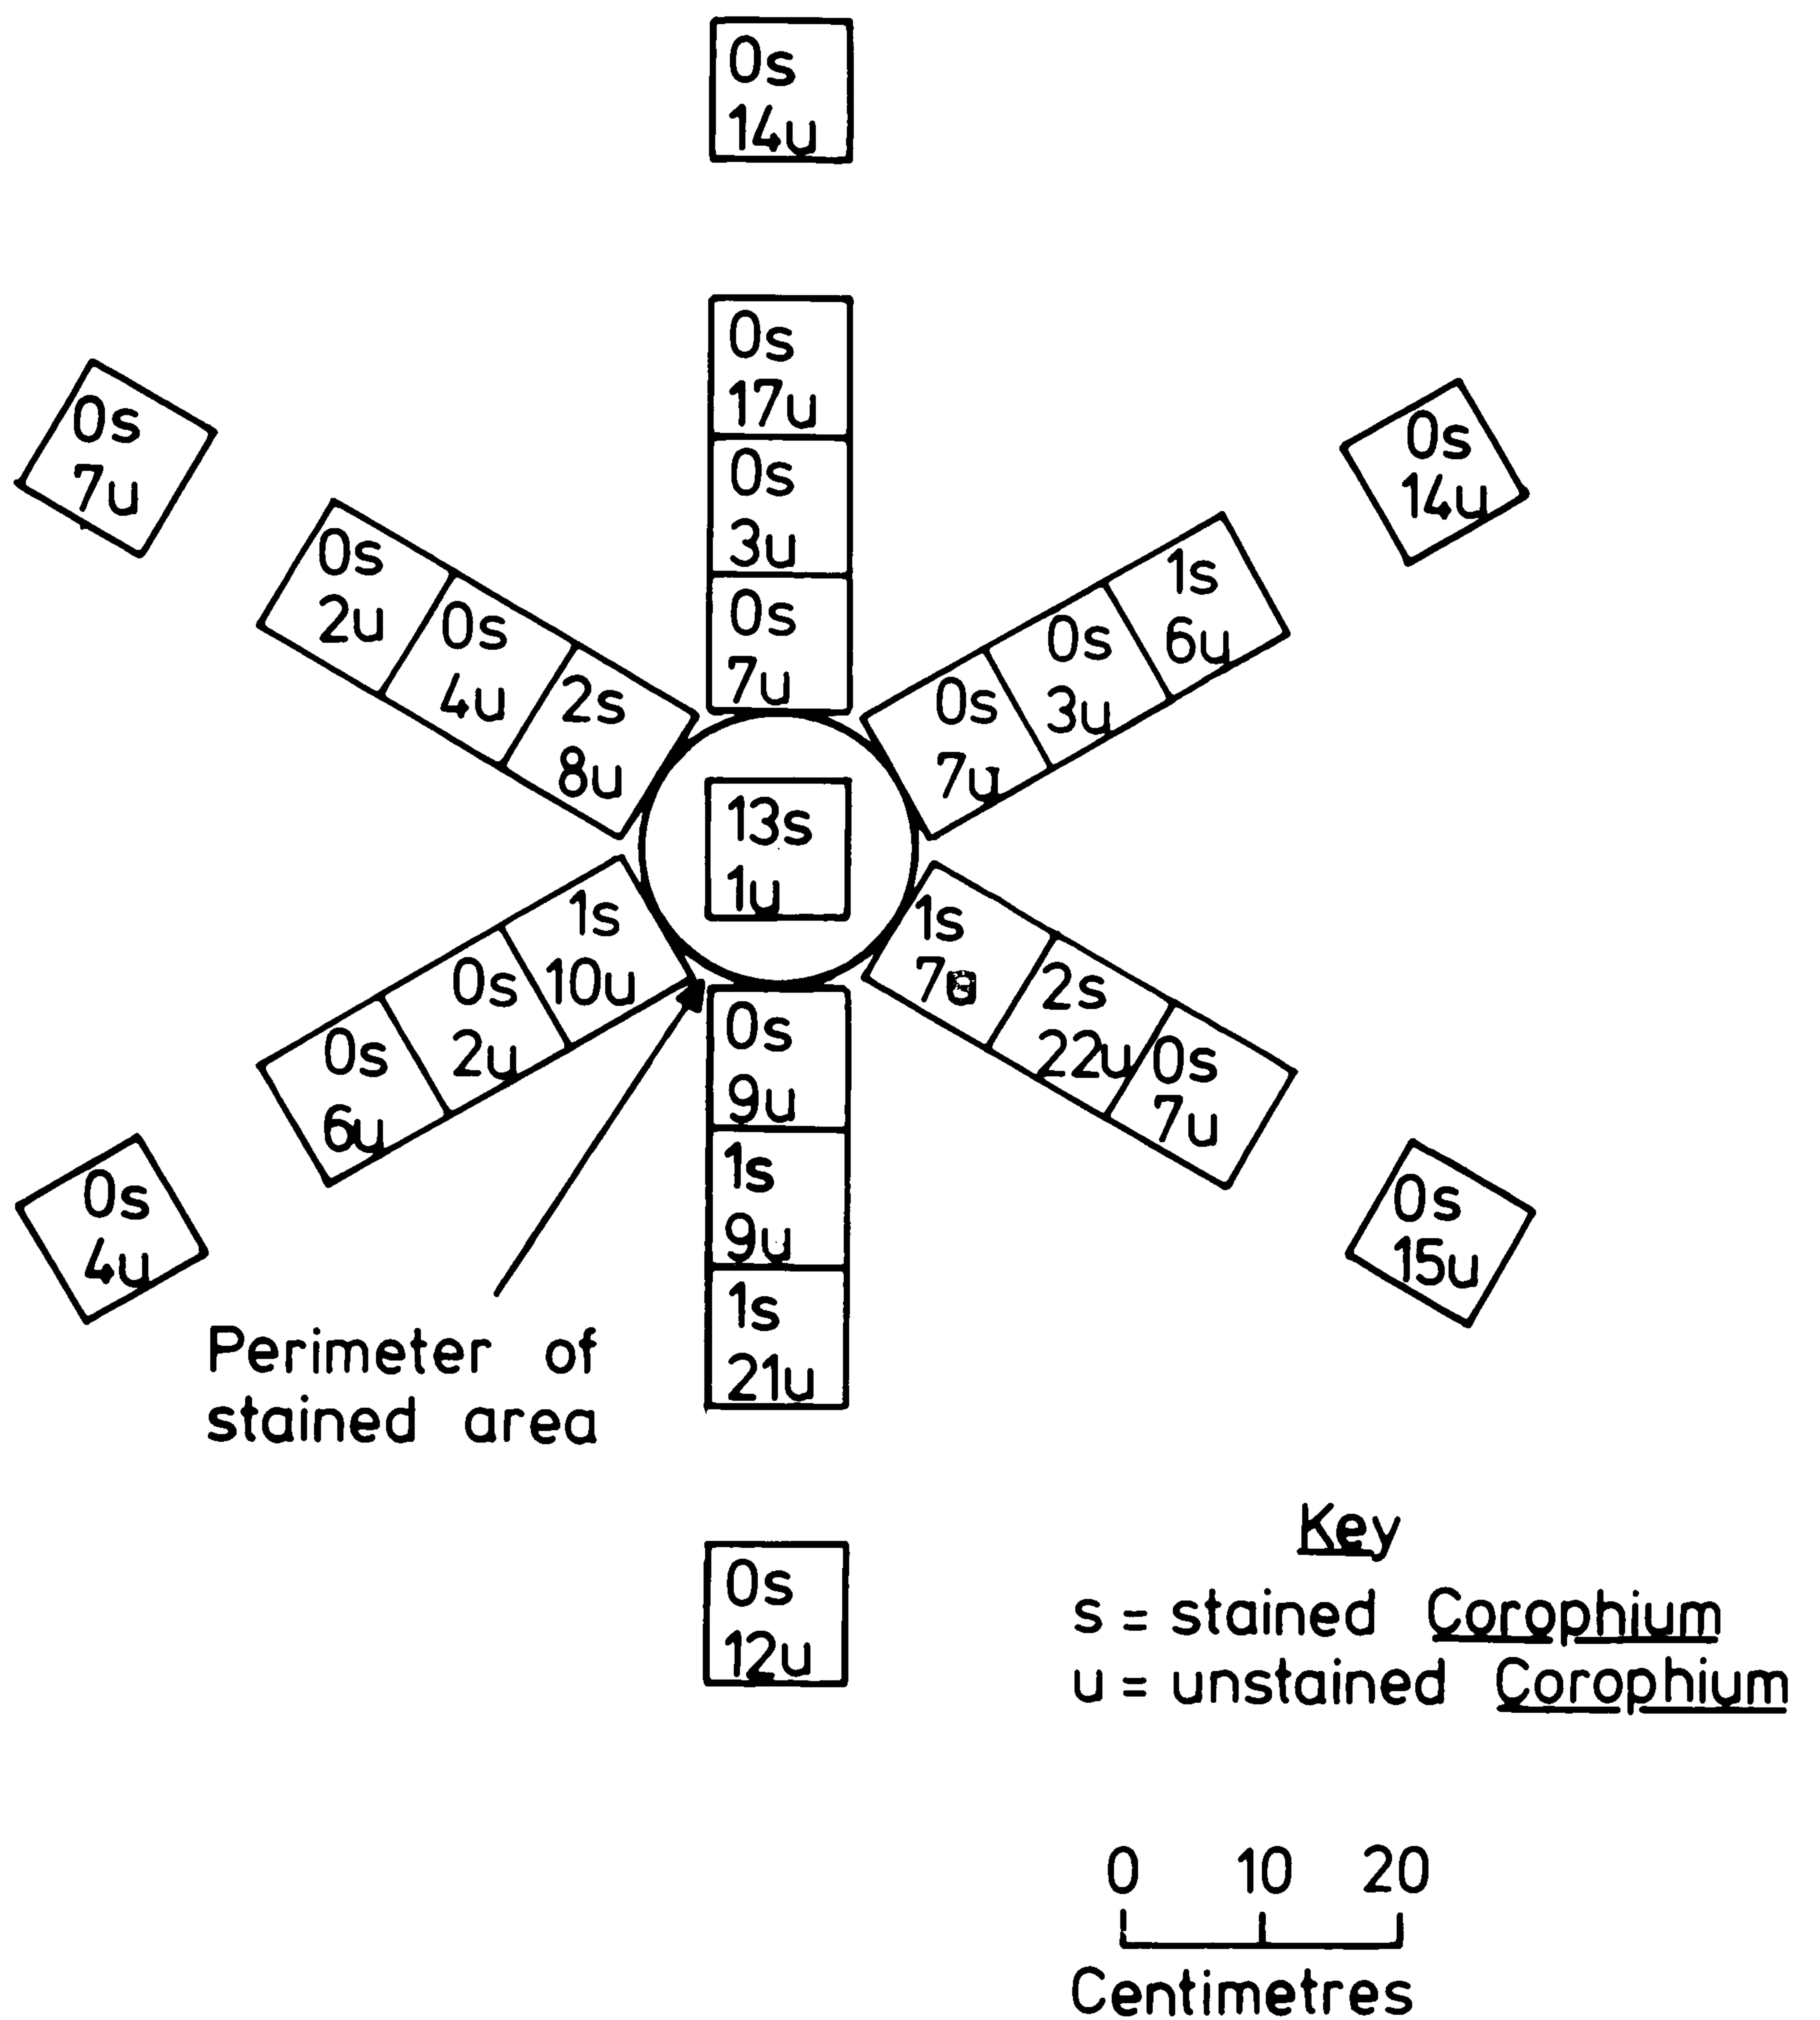 0s
14u
0s
17u
0s
3u
0s
7u
0s
7u
0s
2u
0s
4u
2s
8u
0s
14u
1s
6u
0s
3u
0s
7u
13s
1u
1s
10u
0s
2u
0s
6u
0s
4u
1s
7
2s
22u
0s
7u
0s
15u
0s
9u
1s
9u
1s
21u
0s
12u
Perimeter of
stained area
Key
s = stained Corophium
u = unstained Corophium
0 10 20
Centimetres